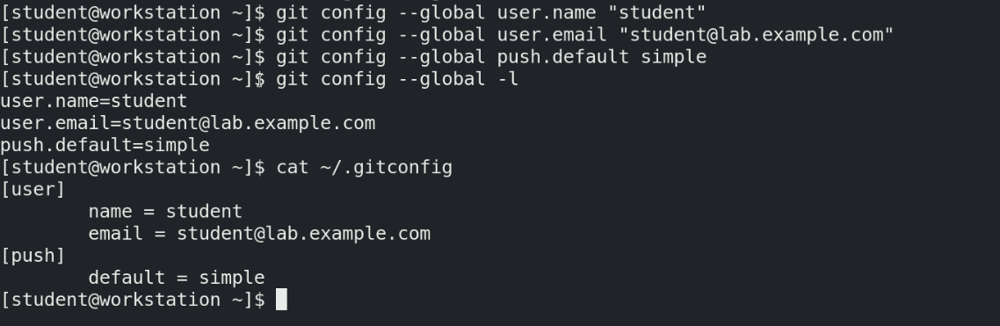 [student@workstation ~]$ git config --global user.name "student"
[student@workstation ~]$ git config --global user.email "student@lab.example.com"
[student@workstation ~]$ git config --global push.default simple
[student@workstation ~]$ git config --global -l
user.name=student
user.email=student@lab.example.com
push.default=simple
[student@workstation ~]$ cat ~/.gitconfig
[user]
        name = student
        email = student@lab.example.com
[push]
        default = simple
[student@workstation ~]$